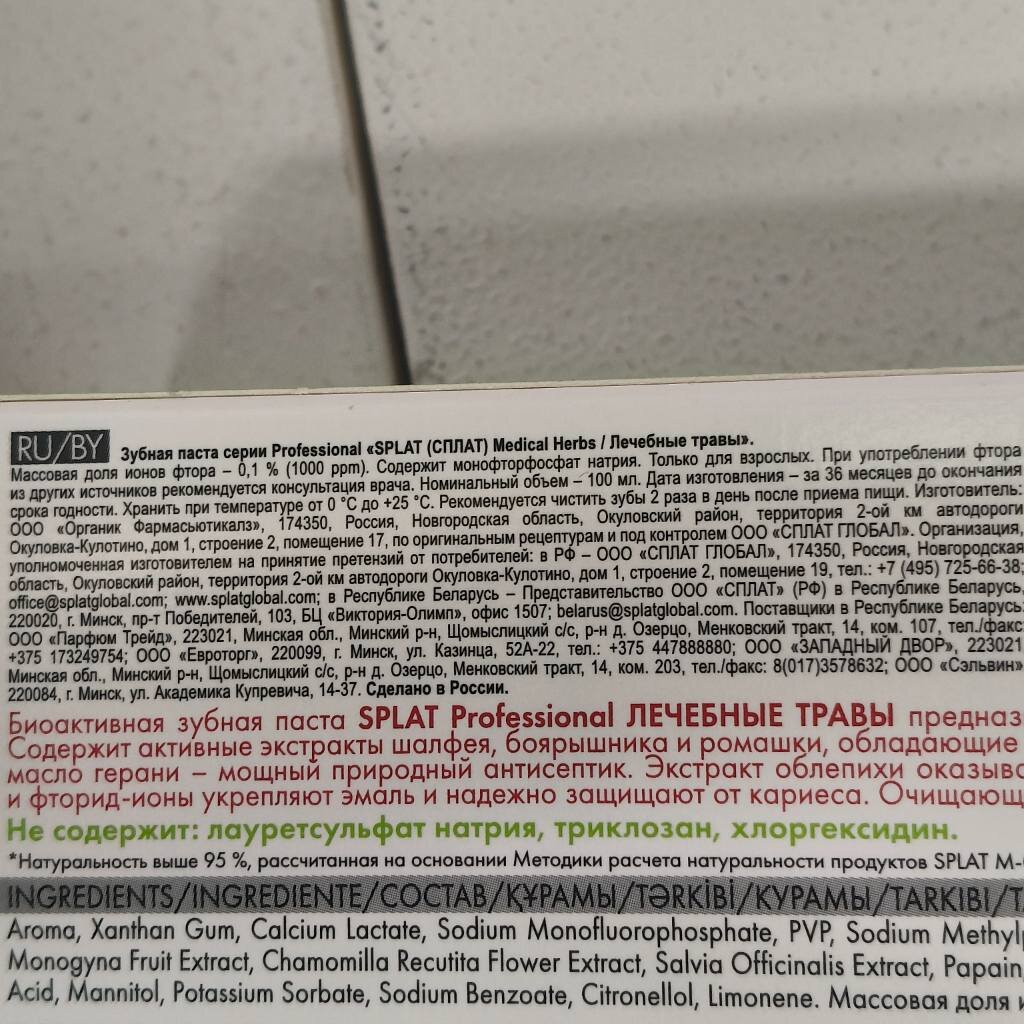 RU/BY Зубная паста серии Professional «SPLAT (СПЛАТ) Medical Herbs / Лечебные травы».
Массовая доля ионов фтора – 0,1 % (1000 ppm). Содержит монофторфосфат натрия. Только для взрослых. При употреблении фтора
из других источников рекомендуется консультация врача. Номинальный объем – 100 мл. Дата изготовления – за 36 месяцев до окончания
срока годности. Хранить при температуре от 0 °C до +25 °C. Рекомендуется чистить зубы 2 раза в день после приема пищи. Изготовитель:
ООО «Органик Фармасьютикалз», 174350, Россия, Новгородская область, Окуловский район, территория 2-ой км автодороги
Окуловка-Кулотино, дом 1, строение 2, помещение 17, по оригинальным рецептурам и под контролем ООО «СПЛАТ ГЛОБАЛ». Организация,
уполномоченная изготовителем на принятие претензий от потребителей: в РФ – ООО «СПЛАТ ГЛОБАЛ», 174350, Россия, Новгородская
область, Окуловский район, территория 2-ой км автодороги Окуловка-Кулотино, дом 1, строение 2, помещение 19, тел.: +7 (495) 725-66-38;
office@splatglobal.com; www.splatglobal.com; в Республике Беларусь – Представительство ООО «СПЛАТ» (РФ) в Республике Беларусь,
220020, г. Минск, пр-т Победителей, 103, БЦ «Виктория-Олимп», офис 1507; belarus@splatglobal.com. Поставщики в Республике Беларусь:
ООО «Парфюм Трейд», 223021, Минская обл., Минский р-н, Щомыслицкий с/с, р-н д. Озерцо, Менковский тракт, 14, ком. 107, тел./факс:
+375 173249754; ООО «Евроторг», 220099, г. Минск, ул. Казинца, 52А-22, тел.: +375 447888880; ООО «ЗАПАДНЫЙ ДВОР», 223021,
Минская обл., Минский р-н, Щомыслицкий с/с, р-н д. Озерцо, Менковский тракт, 14, ком. 203, тел./факс: 8(017)3578632; ООО «Сэльвин»
220084, г. Минск, ул. Академика Купревича, 14-37. Сделано в России.
Биоактивная зубная паста SPLAT Professional ЛЕЧЕБНЫЕ ТРАВЫ предназ
Содержит активные экстракты шалфея, боярышника и ромашки, обладающие
масло герани – мощный природный антисептик. Экстракт облепихи оказыва
и фторид-ионы укрепляют эмаль и надежно защищают от кариеса. Очищающ
Не содержит: лауретсульфат натрия, триклозан, хлоргексидин.
*Натуральность выше 95 %, рассчитанная на основании Методики расчета натуральности продуктов SPLAT М-
INGREDIENTS/INGREDIENTE/СОСТАВ/ҚҰРАМЫ/TƏRKİBİ/КУРАМЫ/TARKIBI/
Aroma, Xanthan Gum, Calcium Lactate, Sodium Monofluorophosphate, PVP, Sodium Methylp
Monogyna Fruit Extract, Chamomilla Recutita Flower Extract, Salvia Officinalis Extract, Papain,
Acid, Mannitol, Potassium Sorbate, Sodium Benzoate, Citronellol, Limonene. Массовая доля и